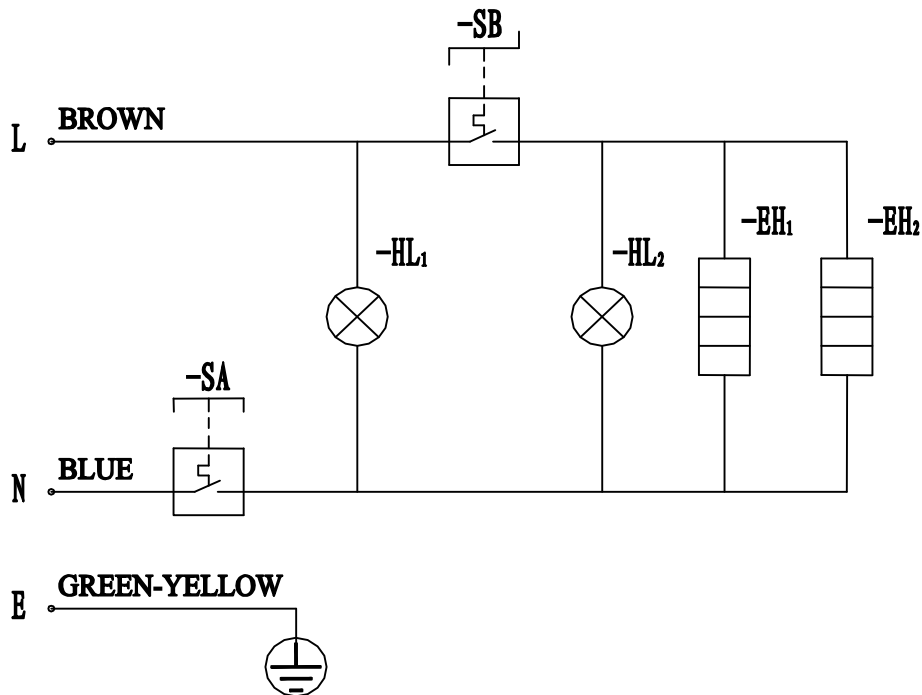 -SB
L BROWN
-EH₁ -EH₂
-HL₁ -HL₂
-SA
N BLUE
E GREEN-YELLOW